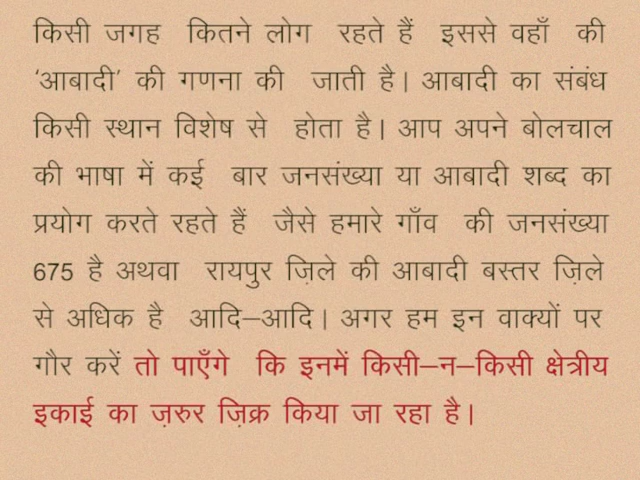 किसी जगह कितने लोग रहते हैं इससे वहाँ की
‘आबादी’ की गणना की जाती है। आबादी का संबंध
किसी स्थान विशेष से होता है। आप अपने बोलचाल
की भाषा में कई बार जनसंख्या या आबादी शब्द का
प्रयोग करते रहते हैं जैसे हमारे गाँव की जनसंख्या
675 है अथवा रायपुर ज़िले की आबादी बस्तर ज़िले
से अधिक है आदि–आदि। अगर हम इन वाक्यों पर
गौर करें तो पाएँगे कि इनमें किसी–न–किसी क्षेत्रीय
इकाई का ज़रुर ज़िक्र किया जा रहा है।